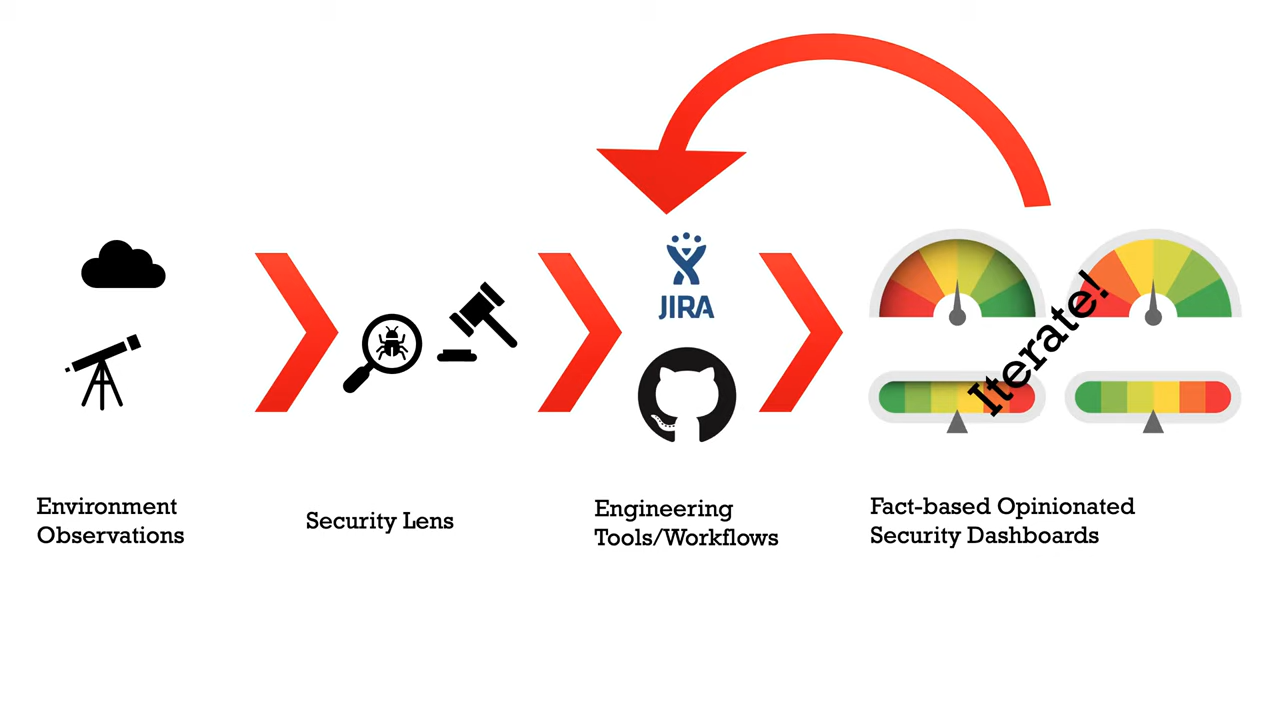 JIRA
Iterate!
Environment
Observations
Security Lens
Engineering
Tools/Workflows
Fact-based Opinionated
Security Dashboards